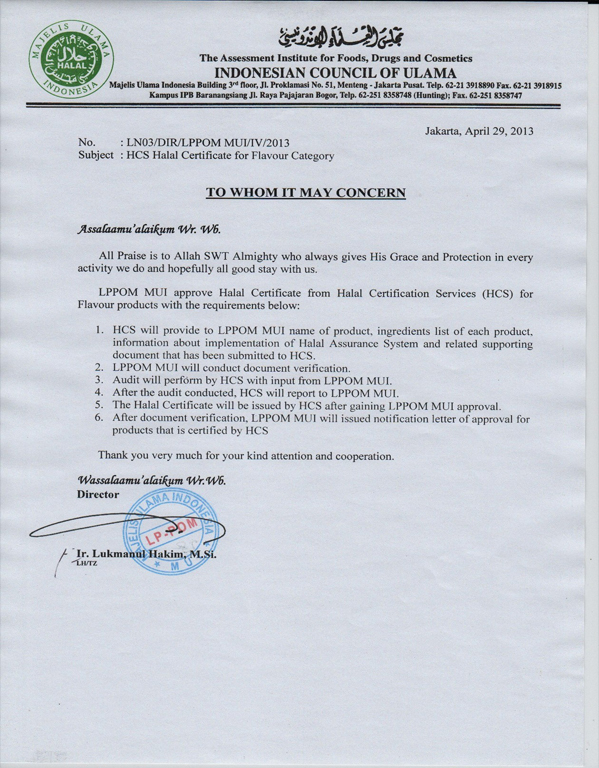 MAJELIS ULAMA
حلال
HALAL
INDONESIA
مجلس العلماء الإندونيسي
The Assessment Institute for Foods, Drugs and Cosmetics
INDONESIAN COUNCIL OF ULAMA
Majelis Ulama Indonesia Building 3rd floor, Jl. Proklamasi No. 51, Menteng - Jakarta Pusat. Telp. 62-21 3918890 Fax. 62-21 3918915
Kampus IPB Baranangsiang Jl. Raya Pajajaran Bogor, Telp. 62-251 8358748 (Hunting); Fax. 62-251 8358747
Jakarta, April 29, 2013
No. : LN03/DIR/LPPOM MUI/IV/2013
Subject : HCS Halal Certificate for Flavour Category
TO WHOM IT MAY CONCERN
Assalaamu'alaikum Wr. Wb.
All Praise is to Allah SWT Almighty who always gives His Grace and Protection in every
activity we do and hopefully all good stay with us.
LPPOM MUI approve Halal Certificate from Halal Certification Services (HCS) for
Flavour products with the requirements below:
1. HCS will provide to LPPOM MUI name of product, ingredients list of each product,
information about implementation of Halal Assurance System and related supporting
document that has been submitted to HCS.
2. LPPOM MUI will conduct document verification.
3. Audit will perform by HCS with input from LPPOM MUI.
4. After the audit conducted, HCS will report to LPPOM MUI.
5. The Halal Certificate will be issued by HCS after gaining LPPOM MUI approval.
6. After document verification, LPPOM MUI will issued notification letter of approval for
products that is certified by HCS
Thank you very much for your kind attention and cooperation.
Wassalaamu'alaikum Wr.Wb.
Director
MAJELIS ULAMA INDONESIA
LP-POM
MU
Ir. Lukmanul Hakim, M.Si.
LH/TZ